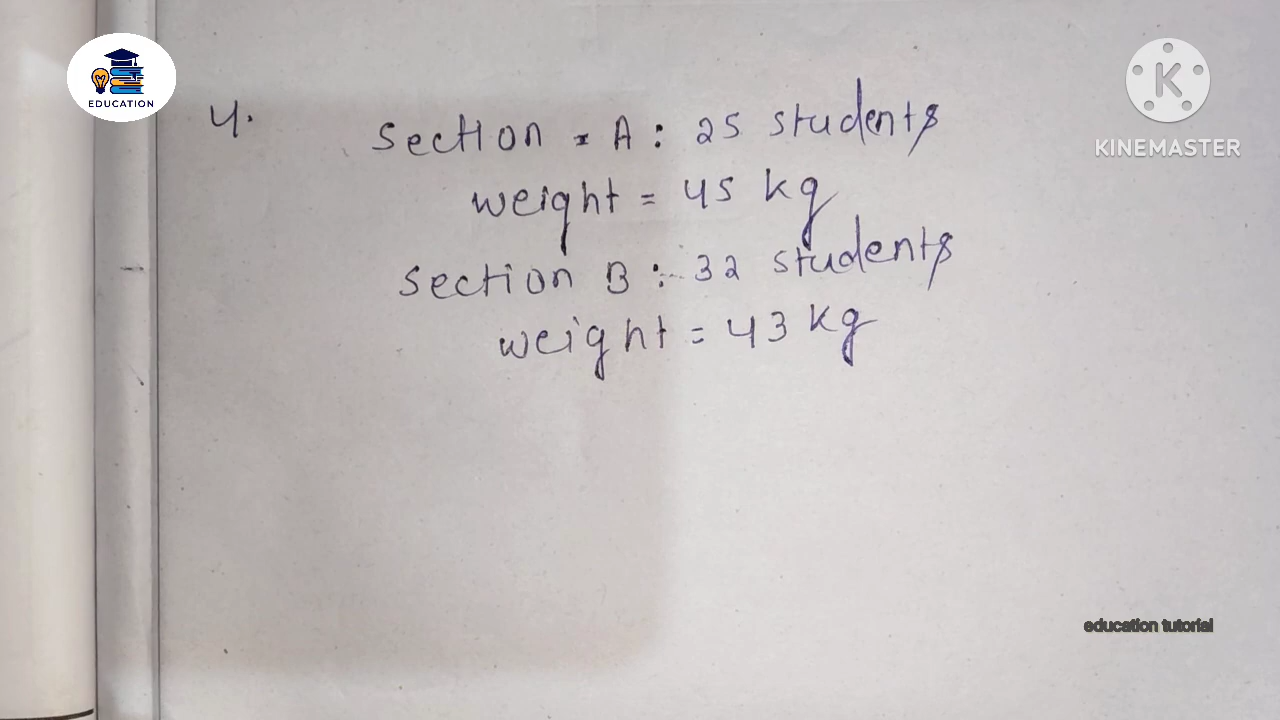 EDUCATION
KINEMASTER
4.
Section - A : 25 students
weight = 45 kg
Section B :- 32 students
weight = 43 kg
education tutorial